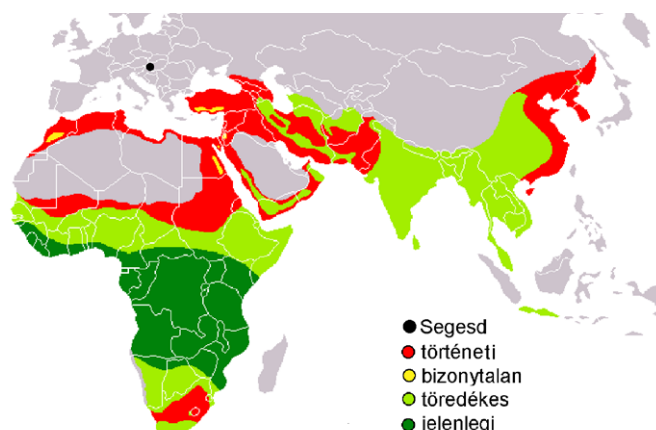 Segesd
történeti
bizonytalan
töredékes
jelenlegi